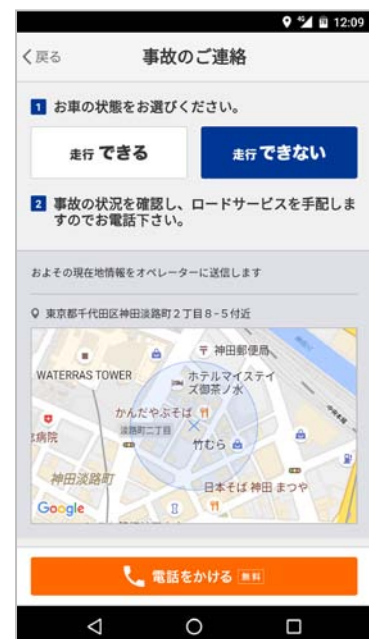 4G 12:09
戻る
事故のご連絡
1 お車の状態をお選びください。
走行 できる
走行 できない
2 事故の状況を確認し、ロードサービスを手配しま
すのでお電話下さい。
およその現在地情報をオペレーターに送信します
東京都千代田区神田淡路町2丁目8-5付近
神田郵便局
WATERRAS TOWER
ホテルマイステイ
ズ御茶ノ水
かんだやぶそば
淡路町二丁目
病院
竹むら
中央本線
神田淡路町
日本そば 神田 まつや
Google
電話をかける 無料